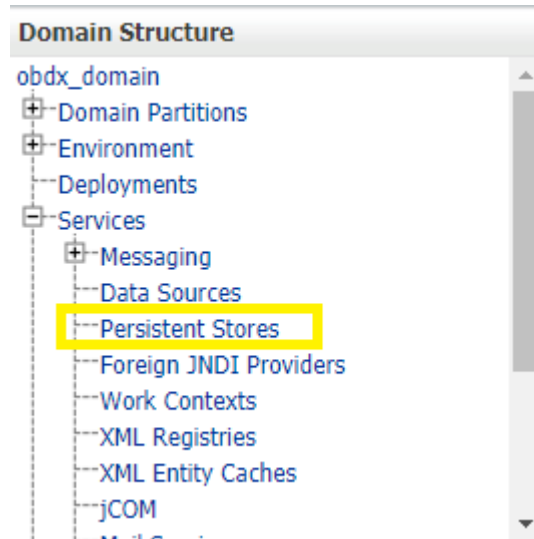 Domain Structure
obdx_domain
Domain Partitions
Environment
Deployments
Services
Messaging
Data Sources
Persistent Stores
Foreign JNDI Providers
Work Contexts
XML Registries
XML Entity Caches
jCOM